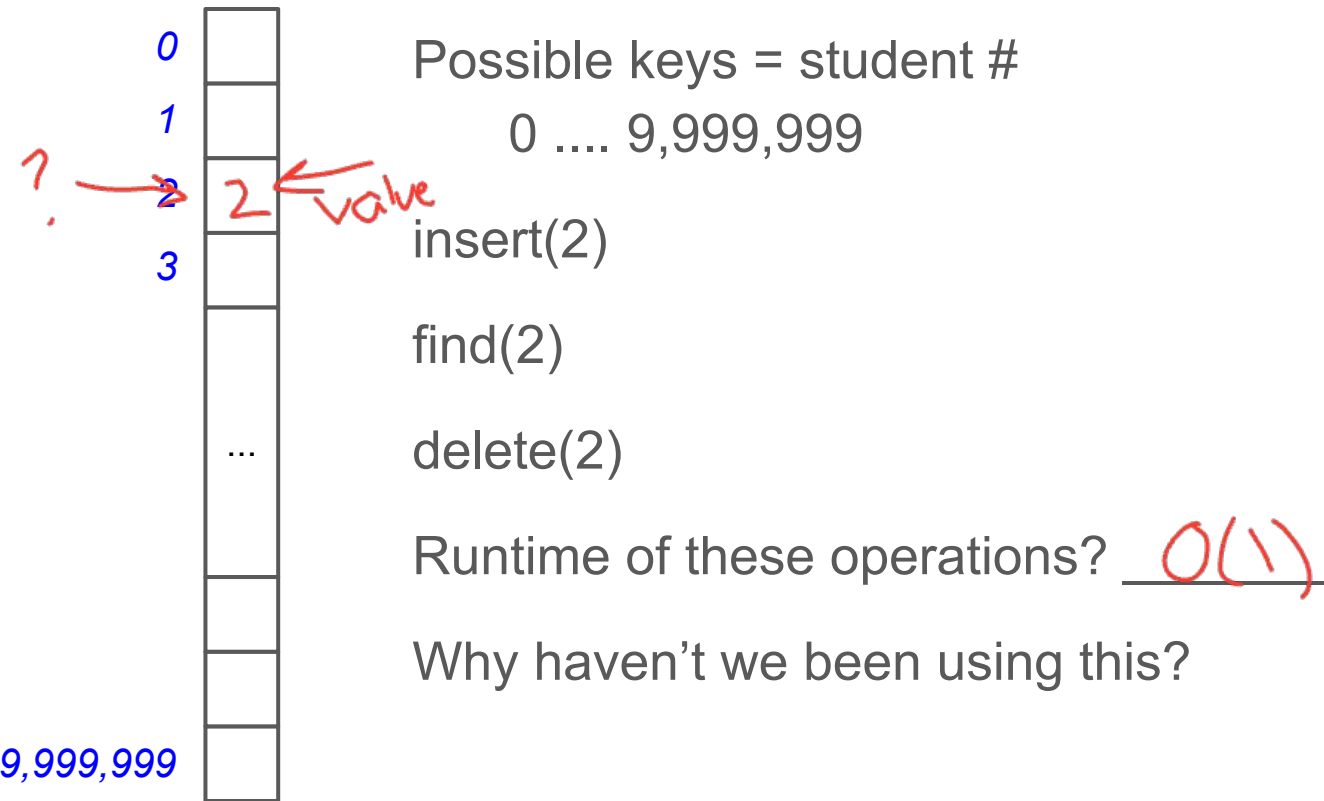 0
1
2
3
...
9,999,999
?
2
value
Possible keys = student #
0 .... 9,999,999
insert(2)
find(2)
delete(2)
Runtime of these operations? O(1)
Why haven’t we been using this?